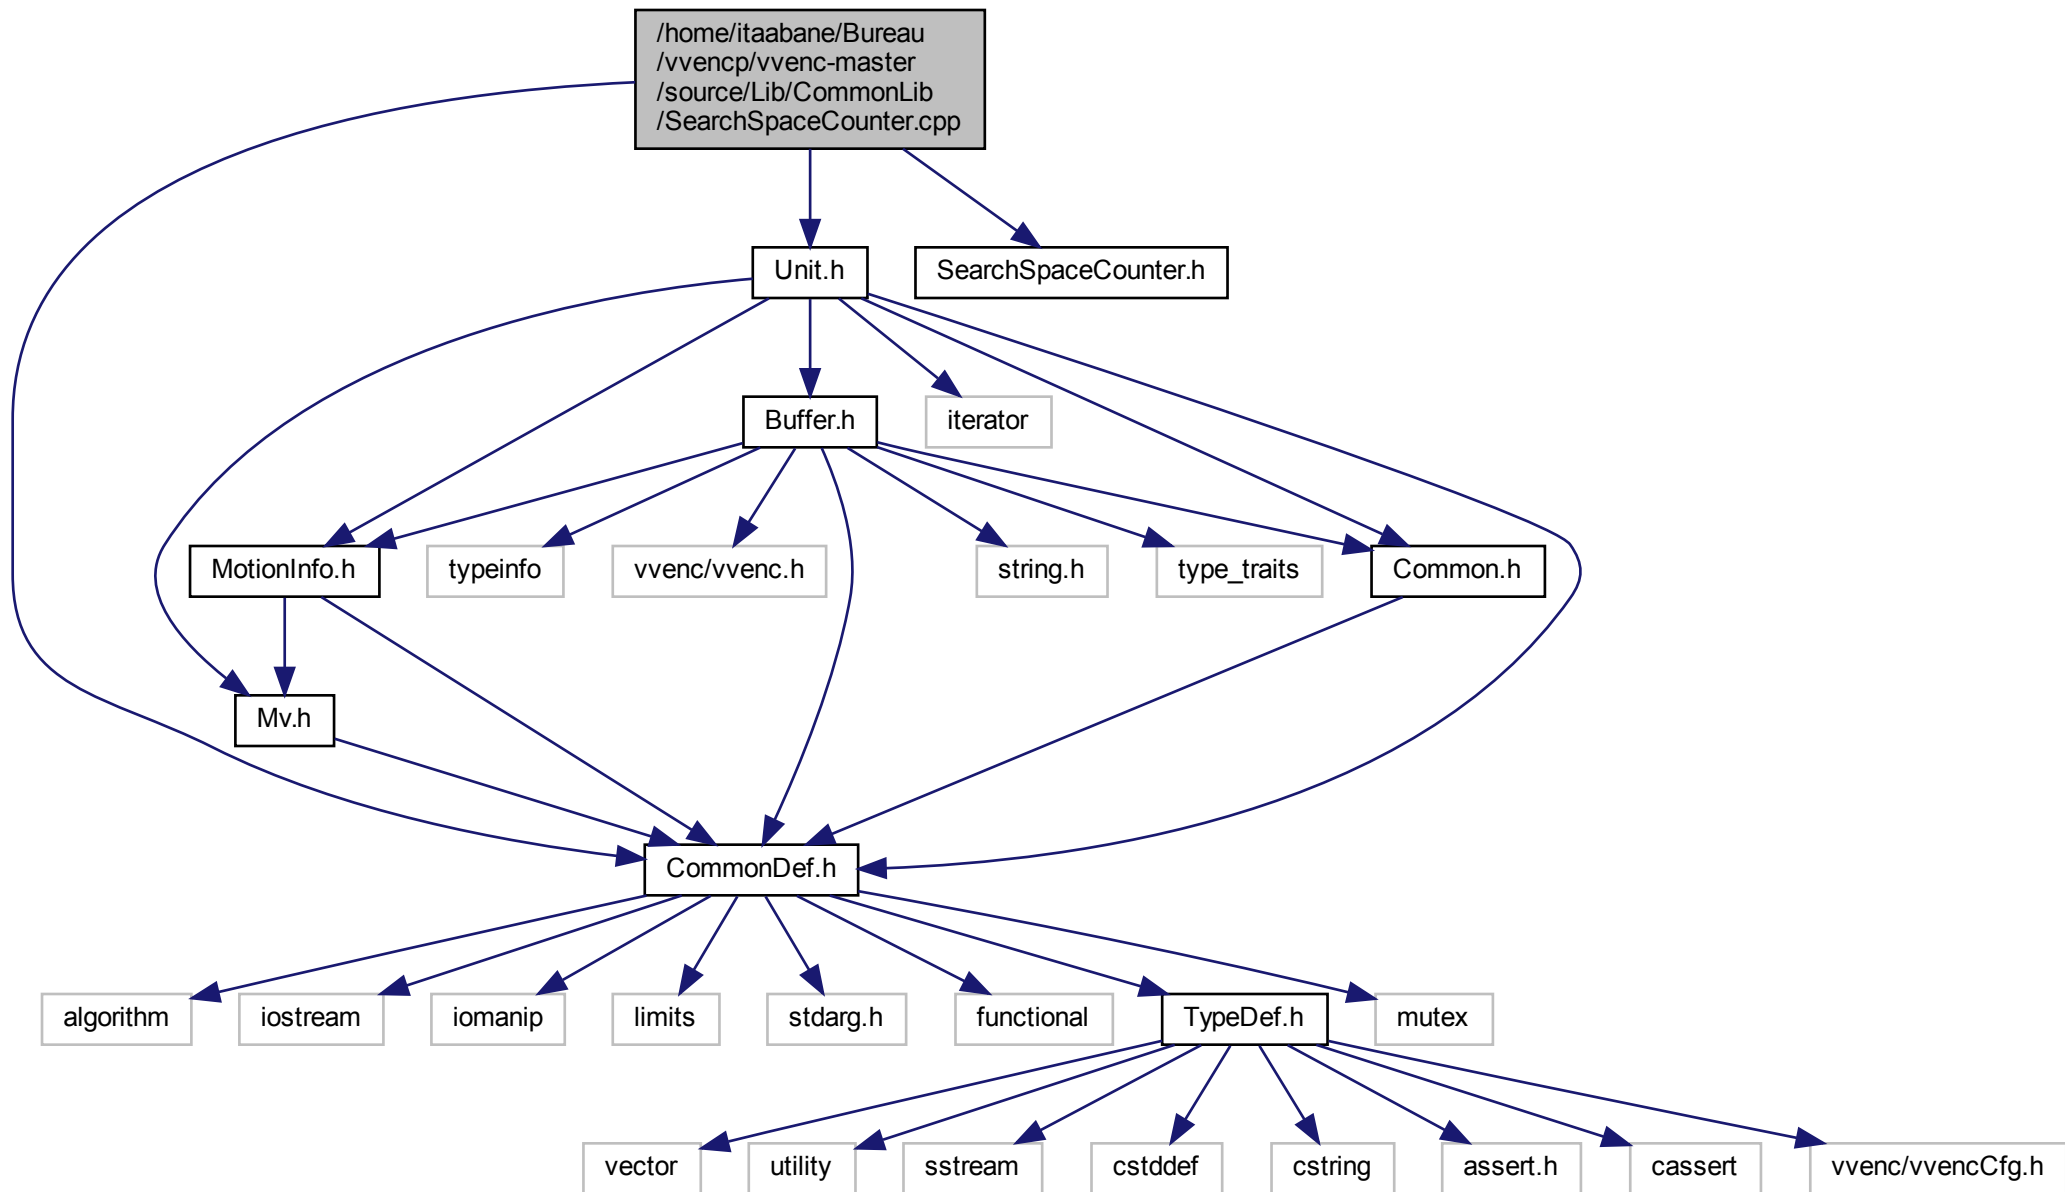 /home/itaabane/Bureau
/vvencp/vvenc-master
/source/Lib/CommonLib
/SearchSpaceCounter.cpp
Unit.h
SearchSpaceCounter.h
Buffer.h
iterator
MotionInfo.h
typeinfo
vvenc/vvenc.h
string.h
type_traits
Common.h
Mv.h
CommonDef.h
algorithm
iostream
iomanip
limits
stdarg.h
functional
TypeDef.h
mutex
vector
utility
sstream
cstddef
cstring
assert.h
cassert
vvenc/vvencCfg.h